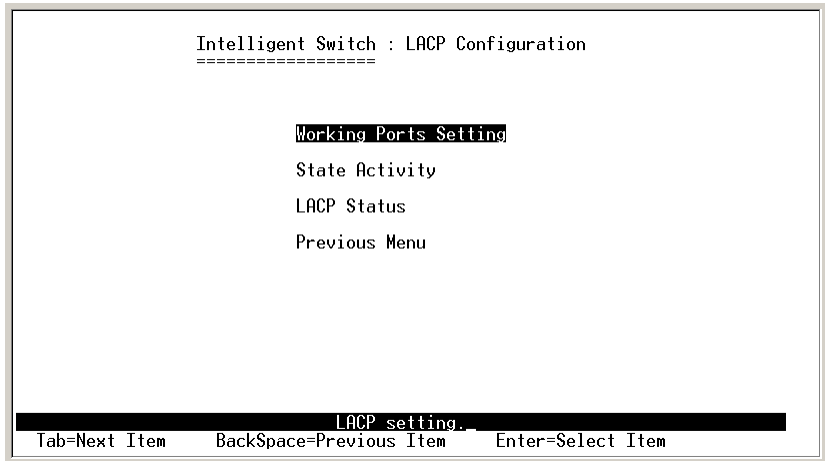 Intelligent Switch : LACP Configuration
==================
Working Ports Setting
State Activity
LACP Status
Previous Menu
LACP setting._
Tab=Next Item BackSpace=Previous Item Enter=Select Item